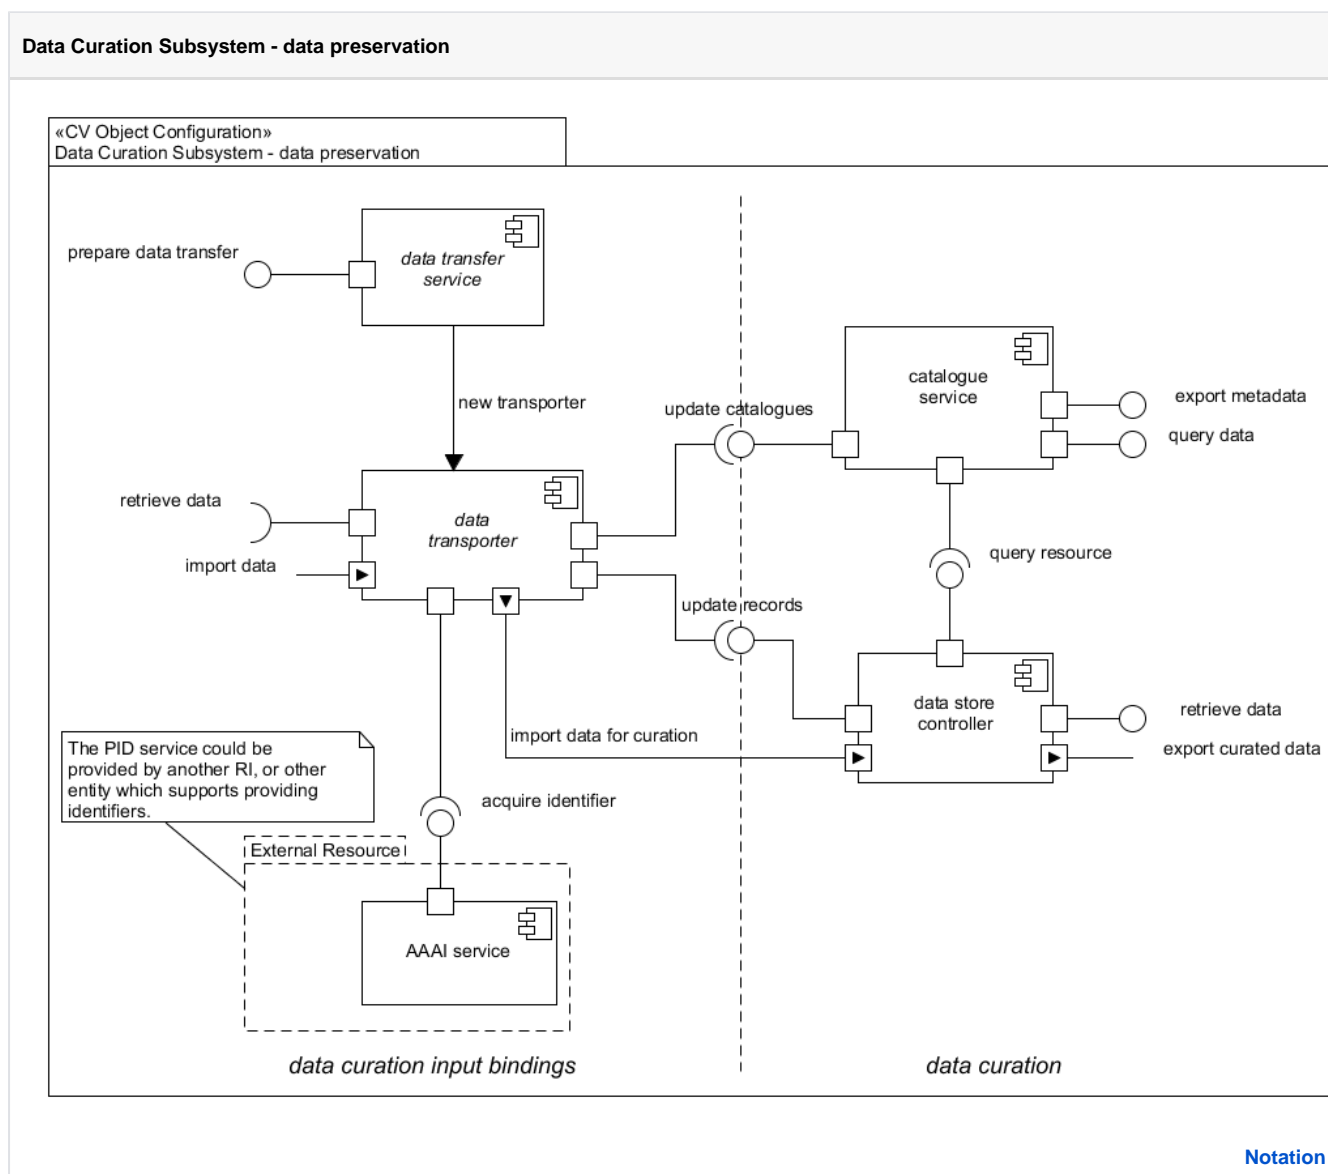 Data Curation Subsystem - data preservation
«CV Object Configuration»
Data Curation Subsystem - data preservation
prepare data transfer
data transfer
service
new transporter
update catalogues
catalogue
service
export metadata
query data
retrieve data
import data
data
transporter
query resource
update records
data store
controller
retrieve data
export curated data
import data for curation
The PID service could be
provided by another RI, or other
entity which supports providing
identifiers.
acquire identifier
External Resource
AAAI service
data curation input bindings
data curation
Notation